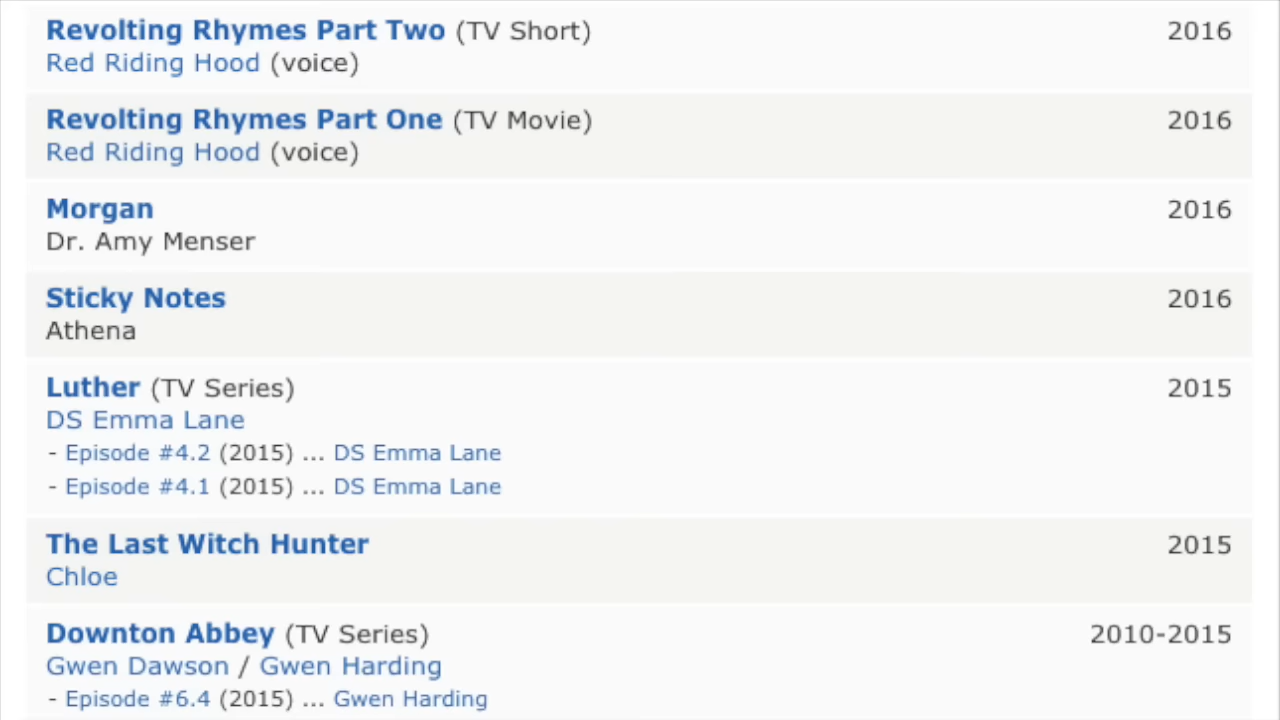 Revolting Rhymes Part Two (TV Short) 2016
Red Riding Hood (voice)
Revolting Rhymes Part One (TV Movie) 2016
Red Riding Hood (voice)
Morgan 2016
Dr. Amy Menser
Sticky Notes 2016
Athena
Luther (TV Series) 2015
DS Emma Lane
- Episode #4.2 (2015) ... DS Emma Lane
- Episode #4.1 (2015) ... DS Emma Lane
The Last Witch Hunter 2015
Chloe
Downton Abbey (TV Series) 2010-2015
Gwen Dawson / Gwen Harding
- Episode #6.4 (2015) ... Gwen Harding